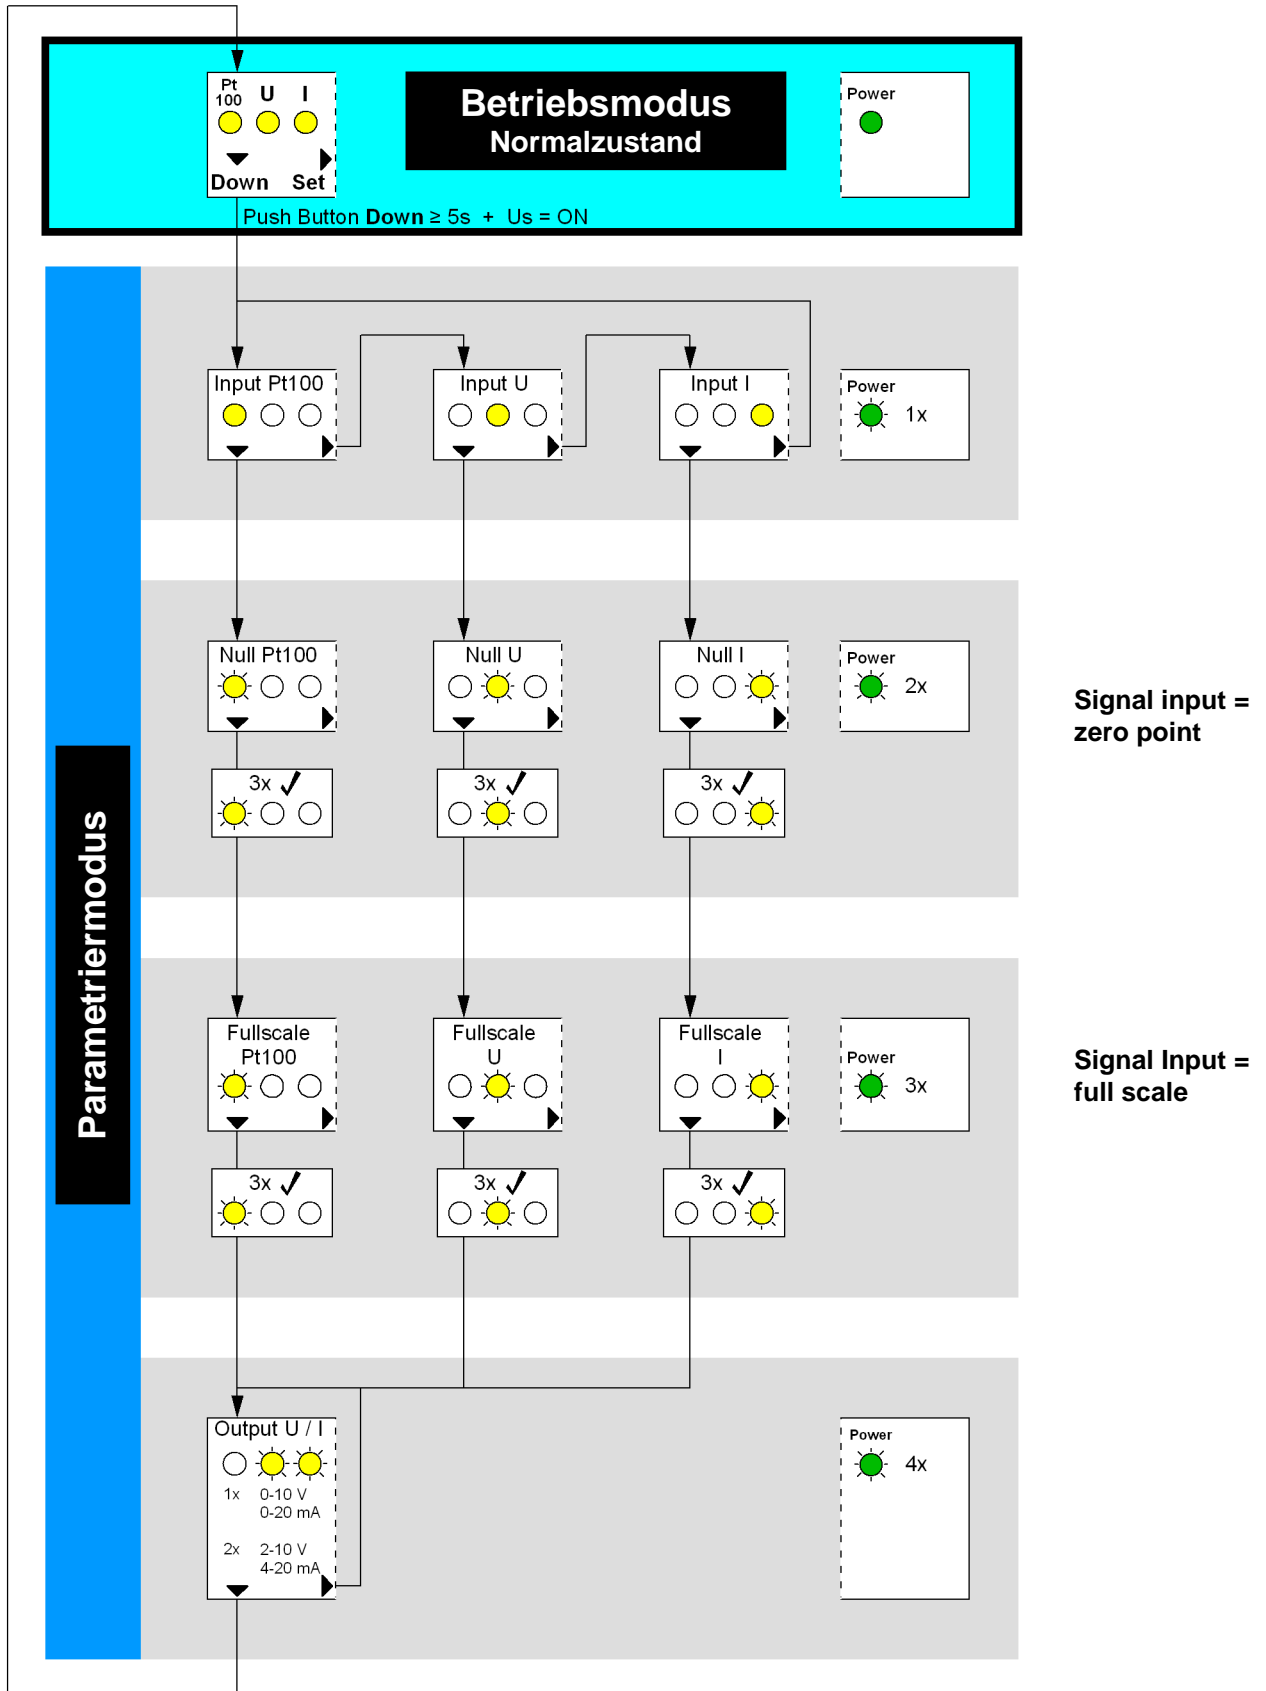 Pt
100 U I
Down Set
Betriebsmodus
Normalzustand
Power
Push Button Down ≥ 5s + Us = ON
Parametriermodus
Input Pt100
Input U
Input I
Power
1x
Null Pt100
Null U
Null I
Power
2x
3x ✓
3x ✓
3x ✓
Signal input =
zero point
Fullscale
Pt100
Fullscale
U
Fullscale
I
Power
3x
3x ✓
3x ✓
3x ✓
Signal Input =
full scale
Output U / I
1x 0-10 V
0-20 mA
2x 2-10 V
4-20 mA
Power
4x